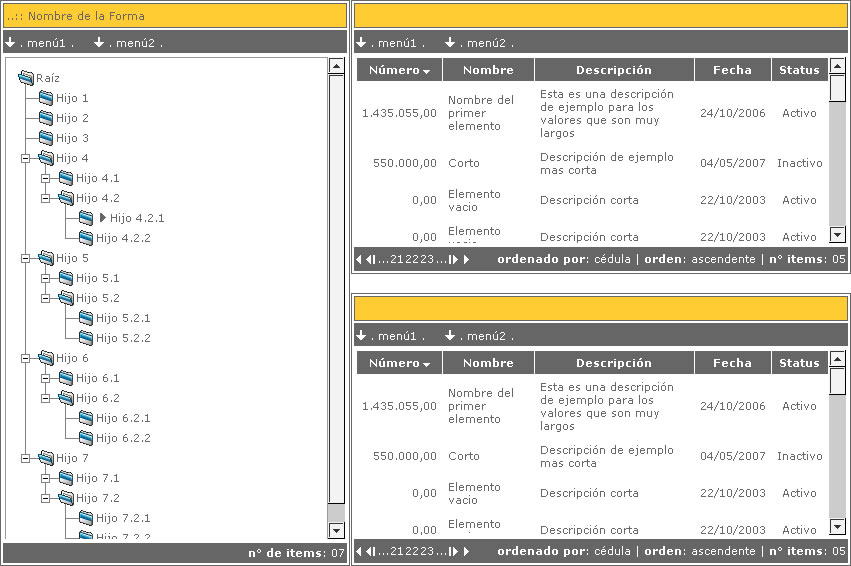 ..:: Nombre de la Forma
. menú1 . . menú2 .
Raíz
Hijo 1
Hijo 2
Hijo 3
Hijo 4
Hijo 4.1
Hijo 4.2
Hijo 4.2.1
Hijo 4.2.2
Hijo 5
Hijo 5.1
Hijo 5.2
Hijo 5.2.1
Hijo 5.2.2
Hijo 6
Hijo 6.1
Hijo 6.2
Hijo 6.2.1
Hijo 6.2.2
Hijo 7
Hijo 7.1
Hijo 7.2
Hijo 7.2.1
Hijo 7.2.2
n° de items: 07
. menú1 . . menú2 .
Número Nombre Descripción Fecha Status
1.435.055,00 Nombre del primer elemento Esta es una descripción de ejemplo para los valores que son muy largos 24/10/2006 Activo
550.000,00 Corto Descripción de ejemplo mas corta 04/05/2007 Inactivo
0,00 Elemento vacio Descripción corta 22/10/2003 Activo
0,00 Elemento vacio Descripción corta 22/10/2003 Activo
...212223... ordenado por: cédula | orden: ascendente | n° items: 05
. menú1 . . menú2 .
Número Nombre Descripción Fecha Status
1.435.055,00 Nombre del primer elemento Esta es una descripción de ejemplo para los valores que son muy largos 24/10/2006 Activo
550.000,00 Corto Descripción de ejemplo mas corta 04/05/2007 Inactivo
0,00 Elemento vacio Descripción corta 22/10/2003 Activo
0,00 Elemento Descripción corta 22/10/2003 Activo
...212223... ordenado por: cédula | orden: ascendente | n° items: 05